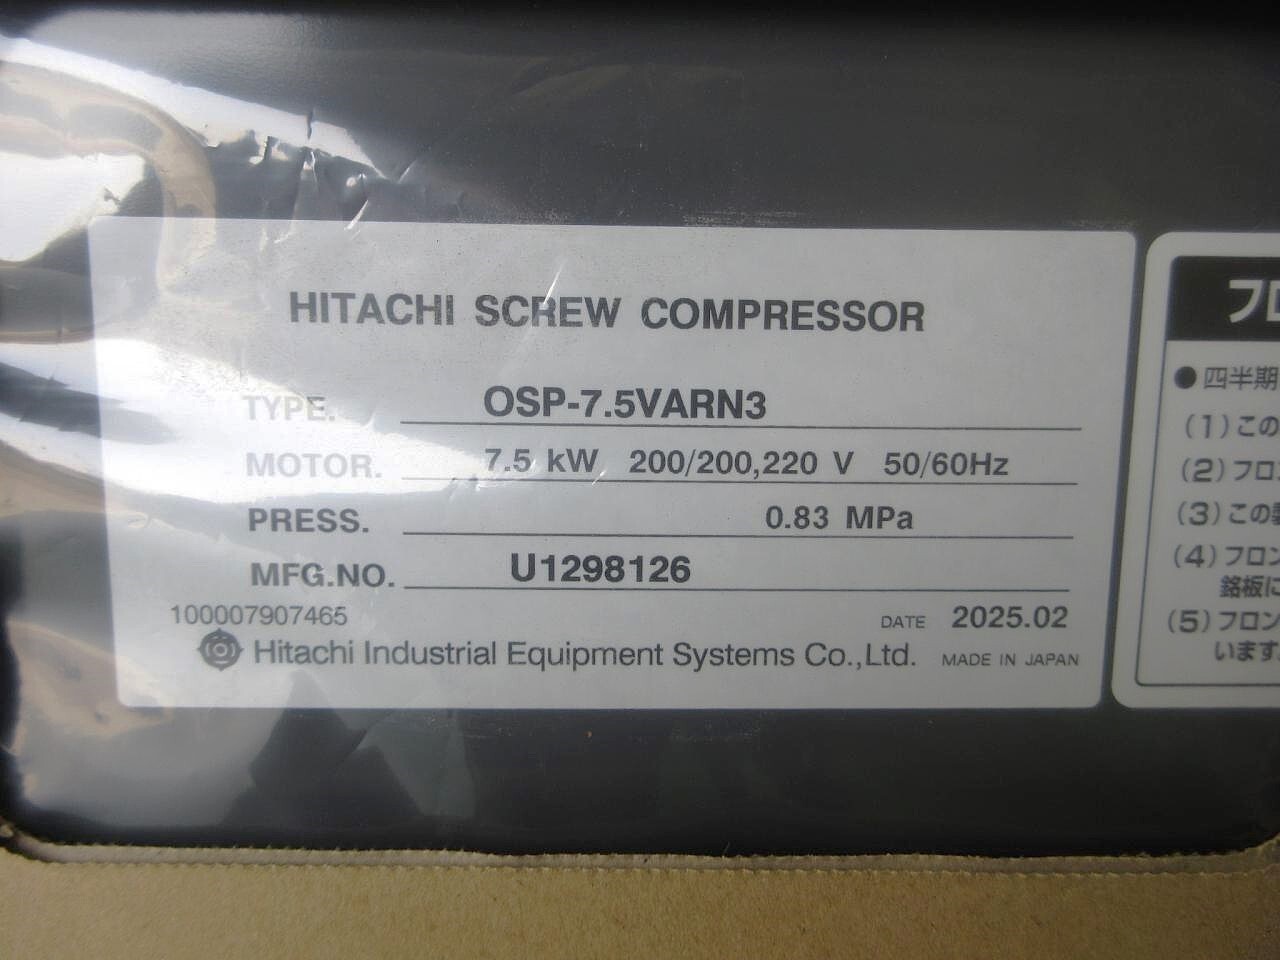 HITACHI SCREW COMPRESSOR
TYPE. OSP-7.5VARN3
MOTOR. 7.5 kW 200/200,220 V 50/60Hz
PRESS. 0.83 MPa
MFG.NO. U1298126
100007907465 DATE 2025.02
Hitachi Industrial Equipment Systems Co.,Ltd. MADE IN JAPAN
フロ
●四半期
(1)この
(2)フロ
(3)この
(4)フロン
銘板に
(5)フロン
います